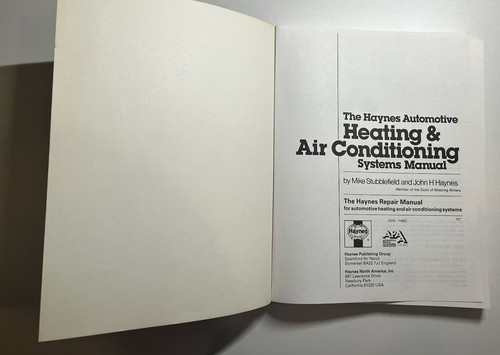 The Haynes Automotive
Heating &
Air Conditioning
Systems Manual
by Mike Stubblefield and John H Haynes
Member of the Guild of Motoring Writers
The Haynes Repair Manual
for automotive heating and air conditioning systems
Haynes
Haynes Publishing Group
Sparkford Nr Yeovil
Somerset BA22 7JJ England
Haynes North America, Inc
861 Lawrence Drive
Newbury Park
California 91320 USA